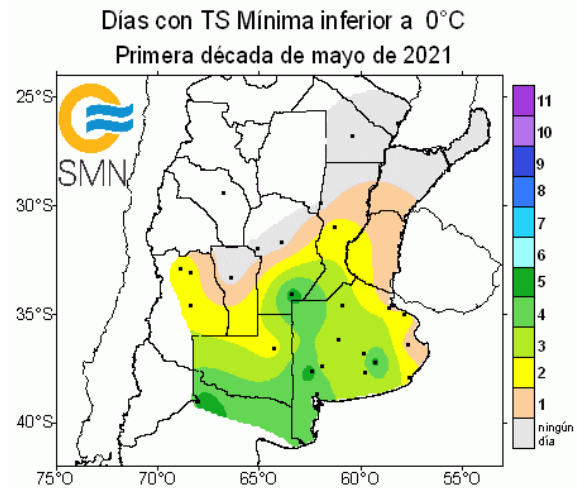 Días con TS Mínima inferior a 0°C
Primera década de mayo de 2021
SMN
25°S
30°S
35°S
40°S
75°O
70°O
65°O
60°O
55°O
11
10
9
8
7
6
5
4
3
2
1
ningún
día